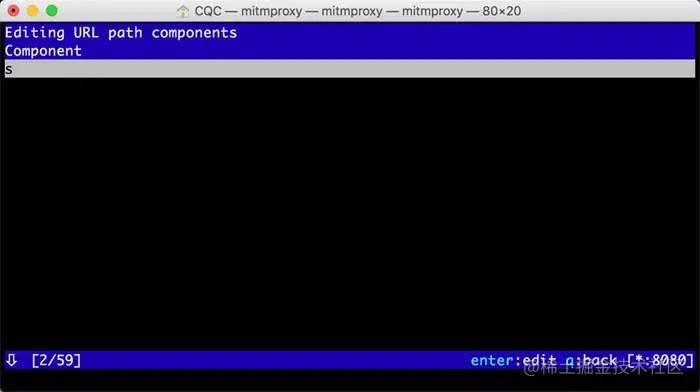 CQC — mitmproxy — mitmproxy — mitmproxy — 80×20
Editing URL path components
Component
s
⇩ [2/59] enter:edit q:back [*:8080]
@稀土掘金技术社区